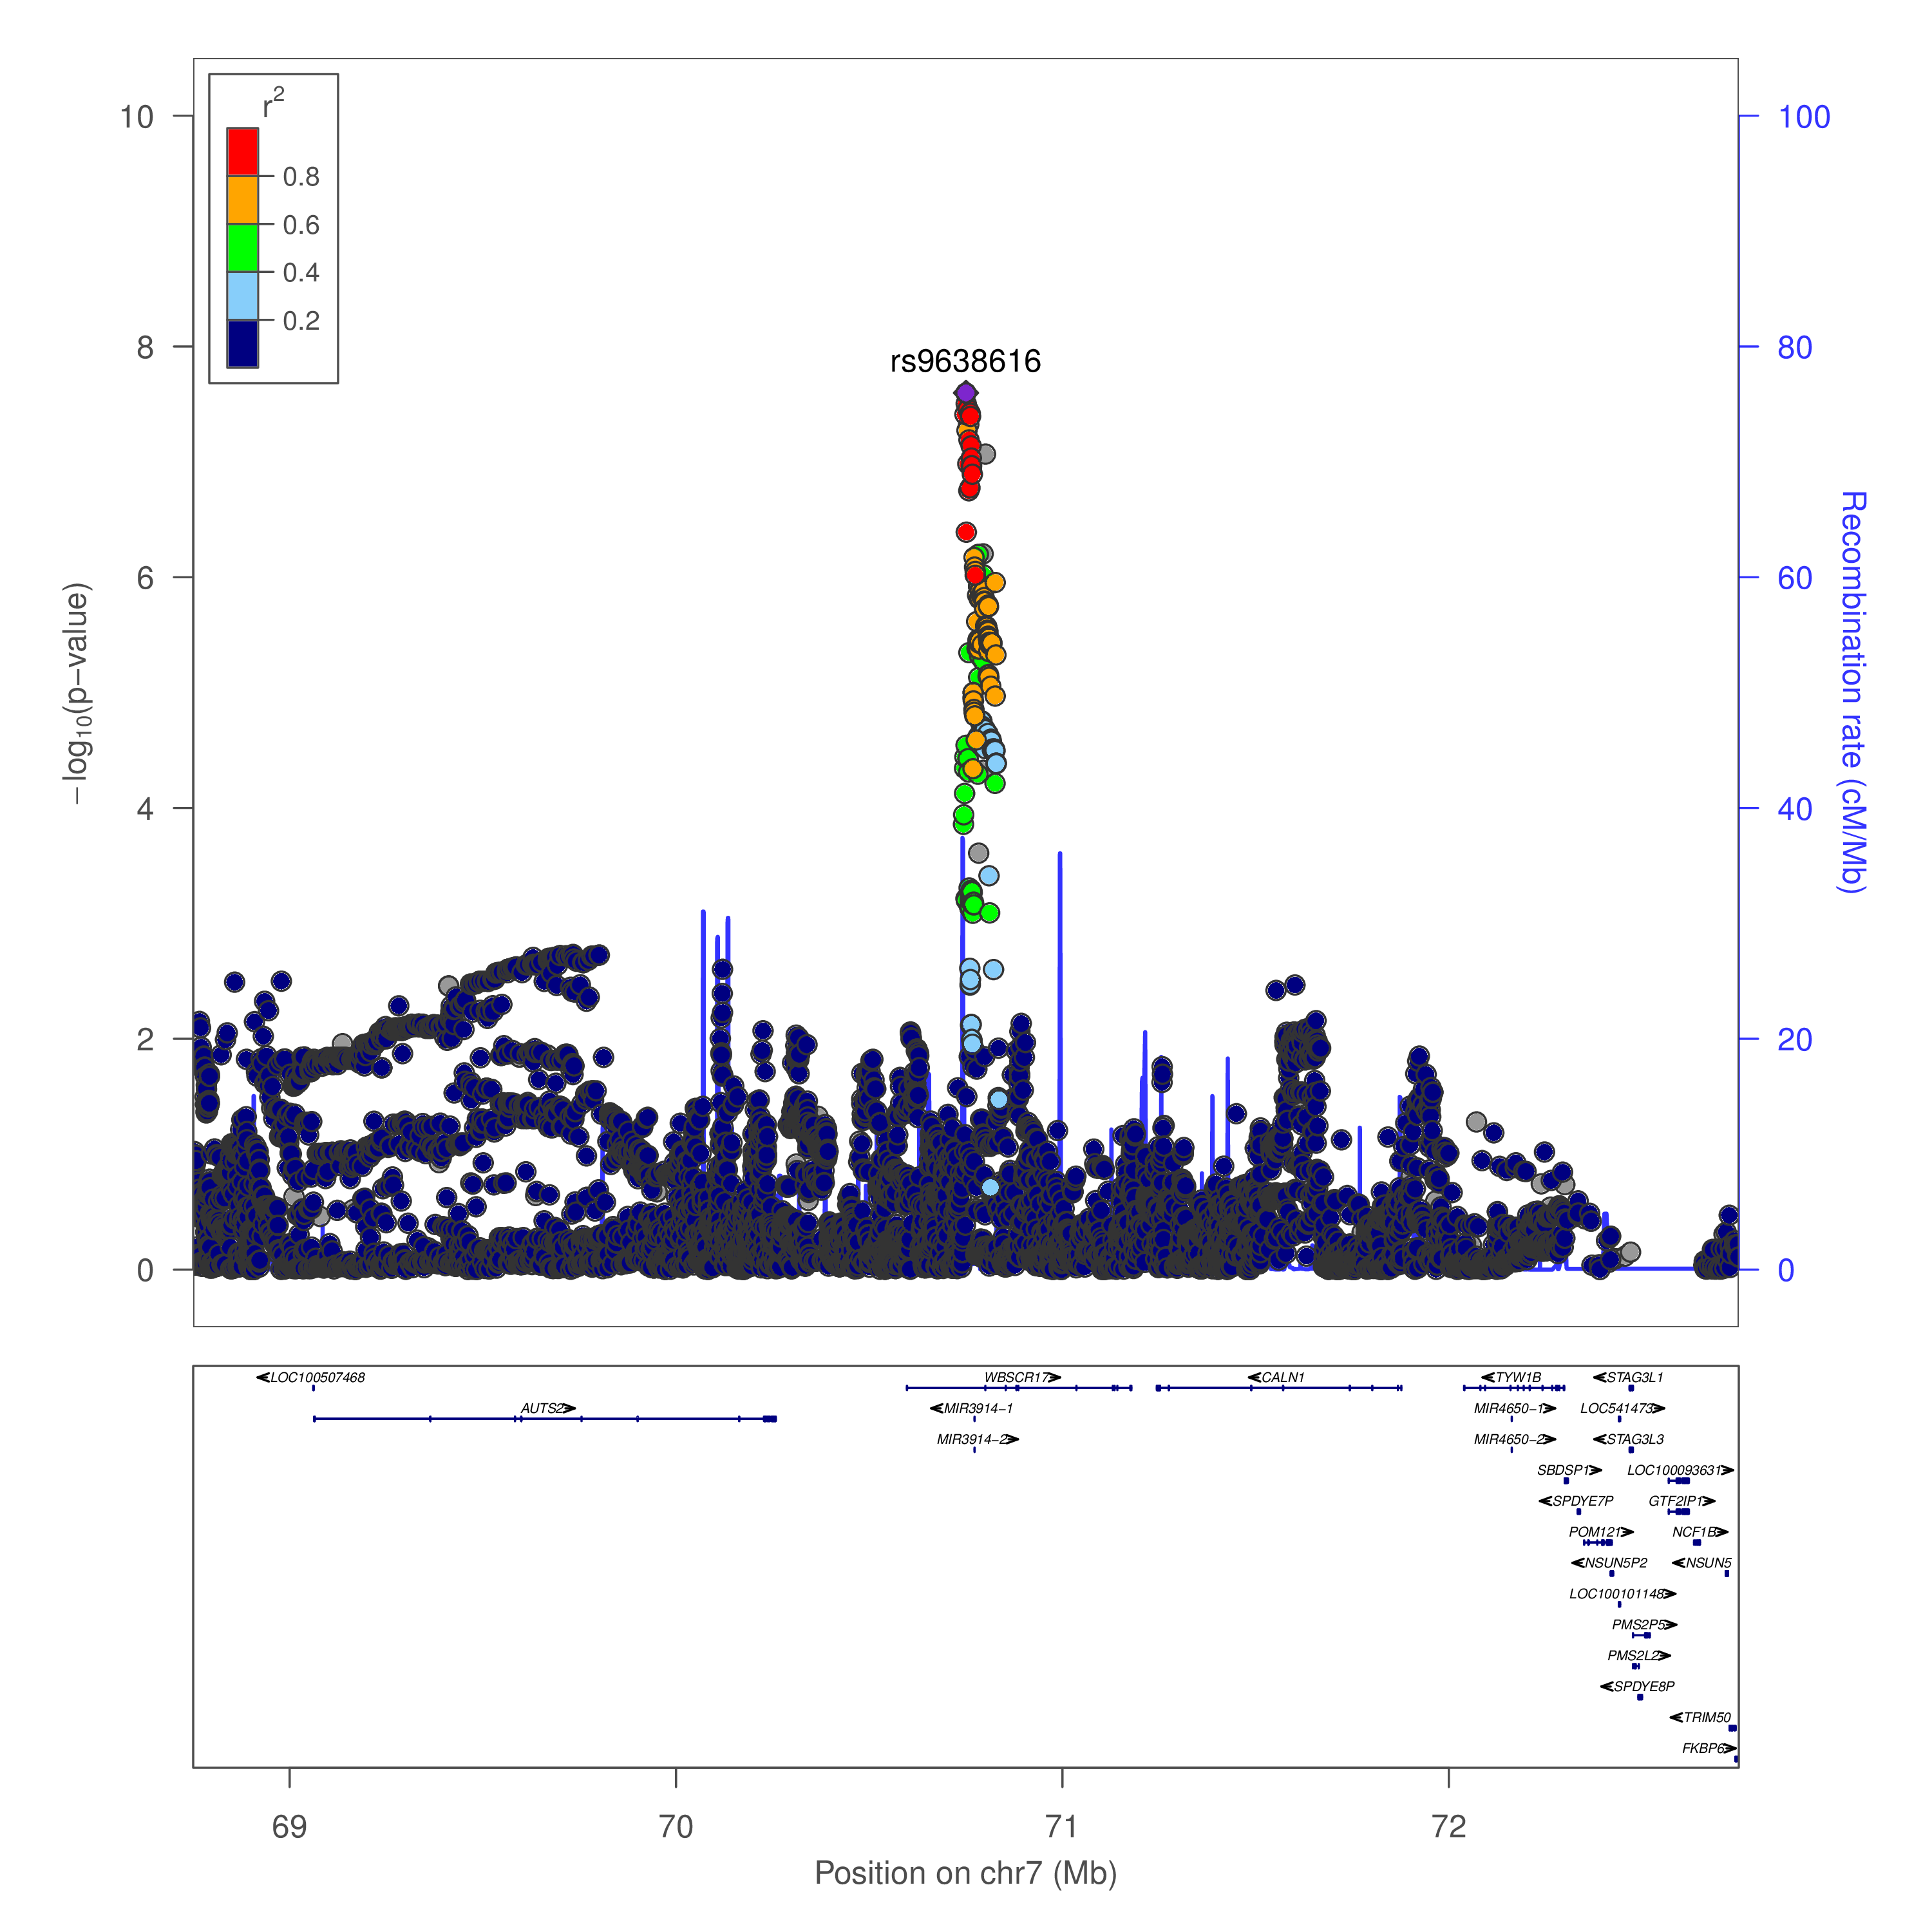 r2
0.8
0.6
0.4
0.2
rs9638616
10
8
6
4
2
0
−log10(p−value)
100
80
60
40
20
0
Recombination rate (cM/Mb)
LOC100507468 WBSCR17 CALN1 TYW1B STAG3L1
AUTS2 MIR3914−1 MIR4650−1 LOC541473
MIR3914−2 MIR4650−2 STAG3L3
SBDSP1 LOC100093631
SPDYE7P GTF2IP1
POM121 NCF1B
NSUN5P2 NSUN5
LOC100101148
PMS2P5
PMS2L2
SPDYE8P
TRIM50
FKBP6
69 70 71 72
Position on chr7 (Mb)